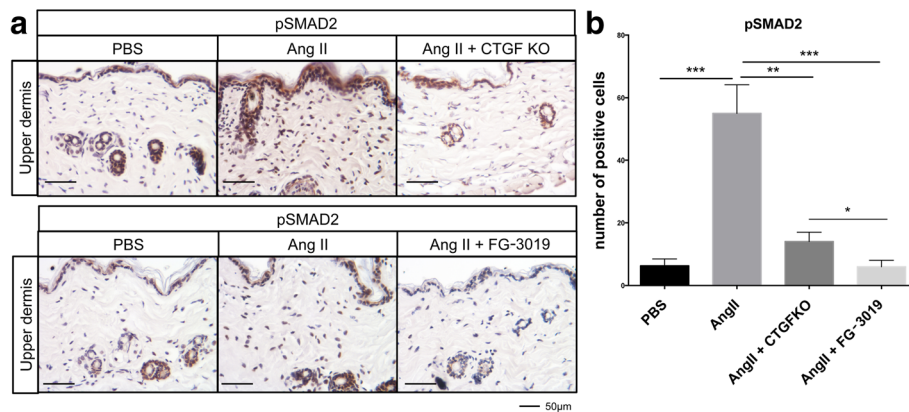 a
pSMAD2
PBS Ang II Ang II + CTGF KO
Upper dermis
pSMAD2
PBS Ang II Ang II + FG-3019
Upper dermis
50µm
b
pSMAD2
number of positive cells
80
60
40
20
0
***
***
**
*
PBS
AngII
AngII + CTGFKO
AngII + FG-3019